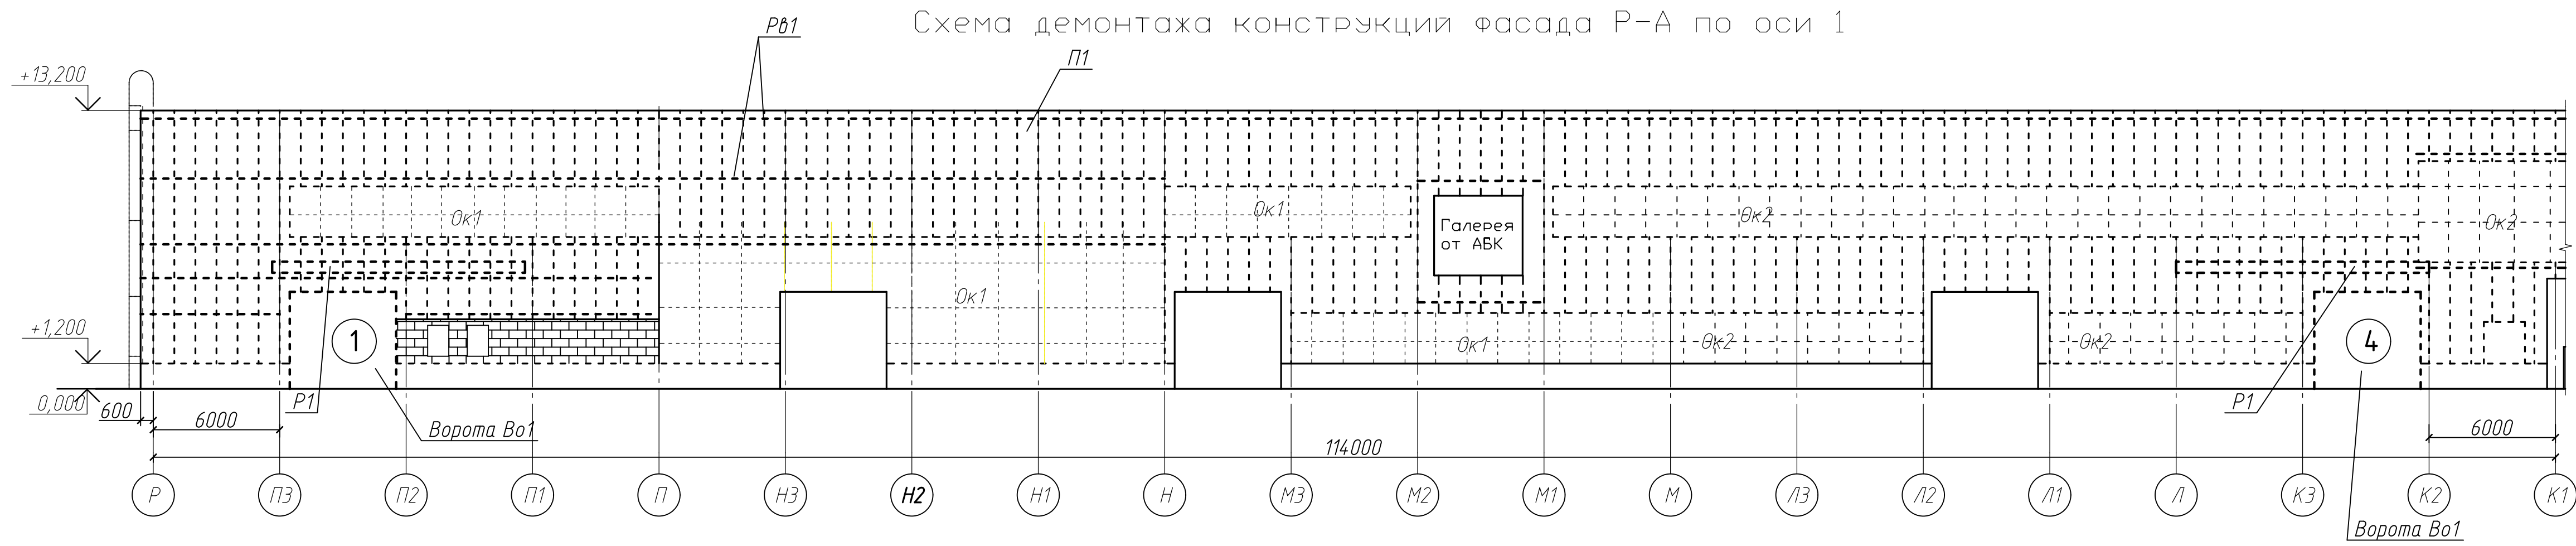 Схема демонтажа конструкций фасада Р-А по оси 1
Рв1
П1
+13,200
Ок1
Ок1
Ок2
Ок2
Галерея
от АБК
Ок1
+1,200
1
Ок1
Ок2
Ок2
4
0,000
600
6000
Р1
Ворота Во1
114000
Р1
6000
Р
П3
П2
П1
П
Н3
Н2
Н1
Н
М3
М2
М1
М
Л3
Л2
Л1
Л
К3
К2
К1
Ворота Во1